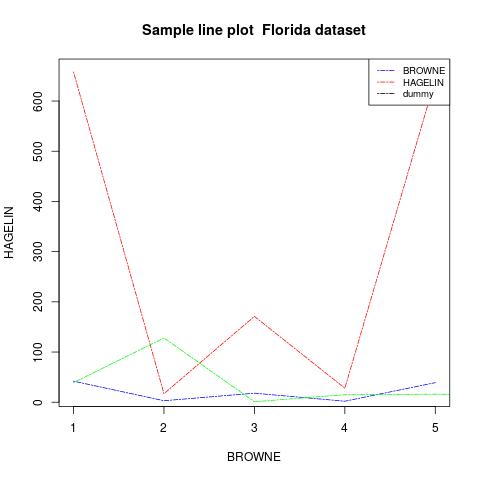 Sample line plot  Florida dataset
BROWNE
HAGELIN
dummy
600
500
400
300
200
100
0
HAGELIN
1 2 3 4 5
BROWNE